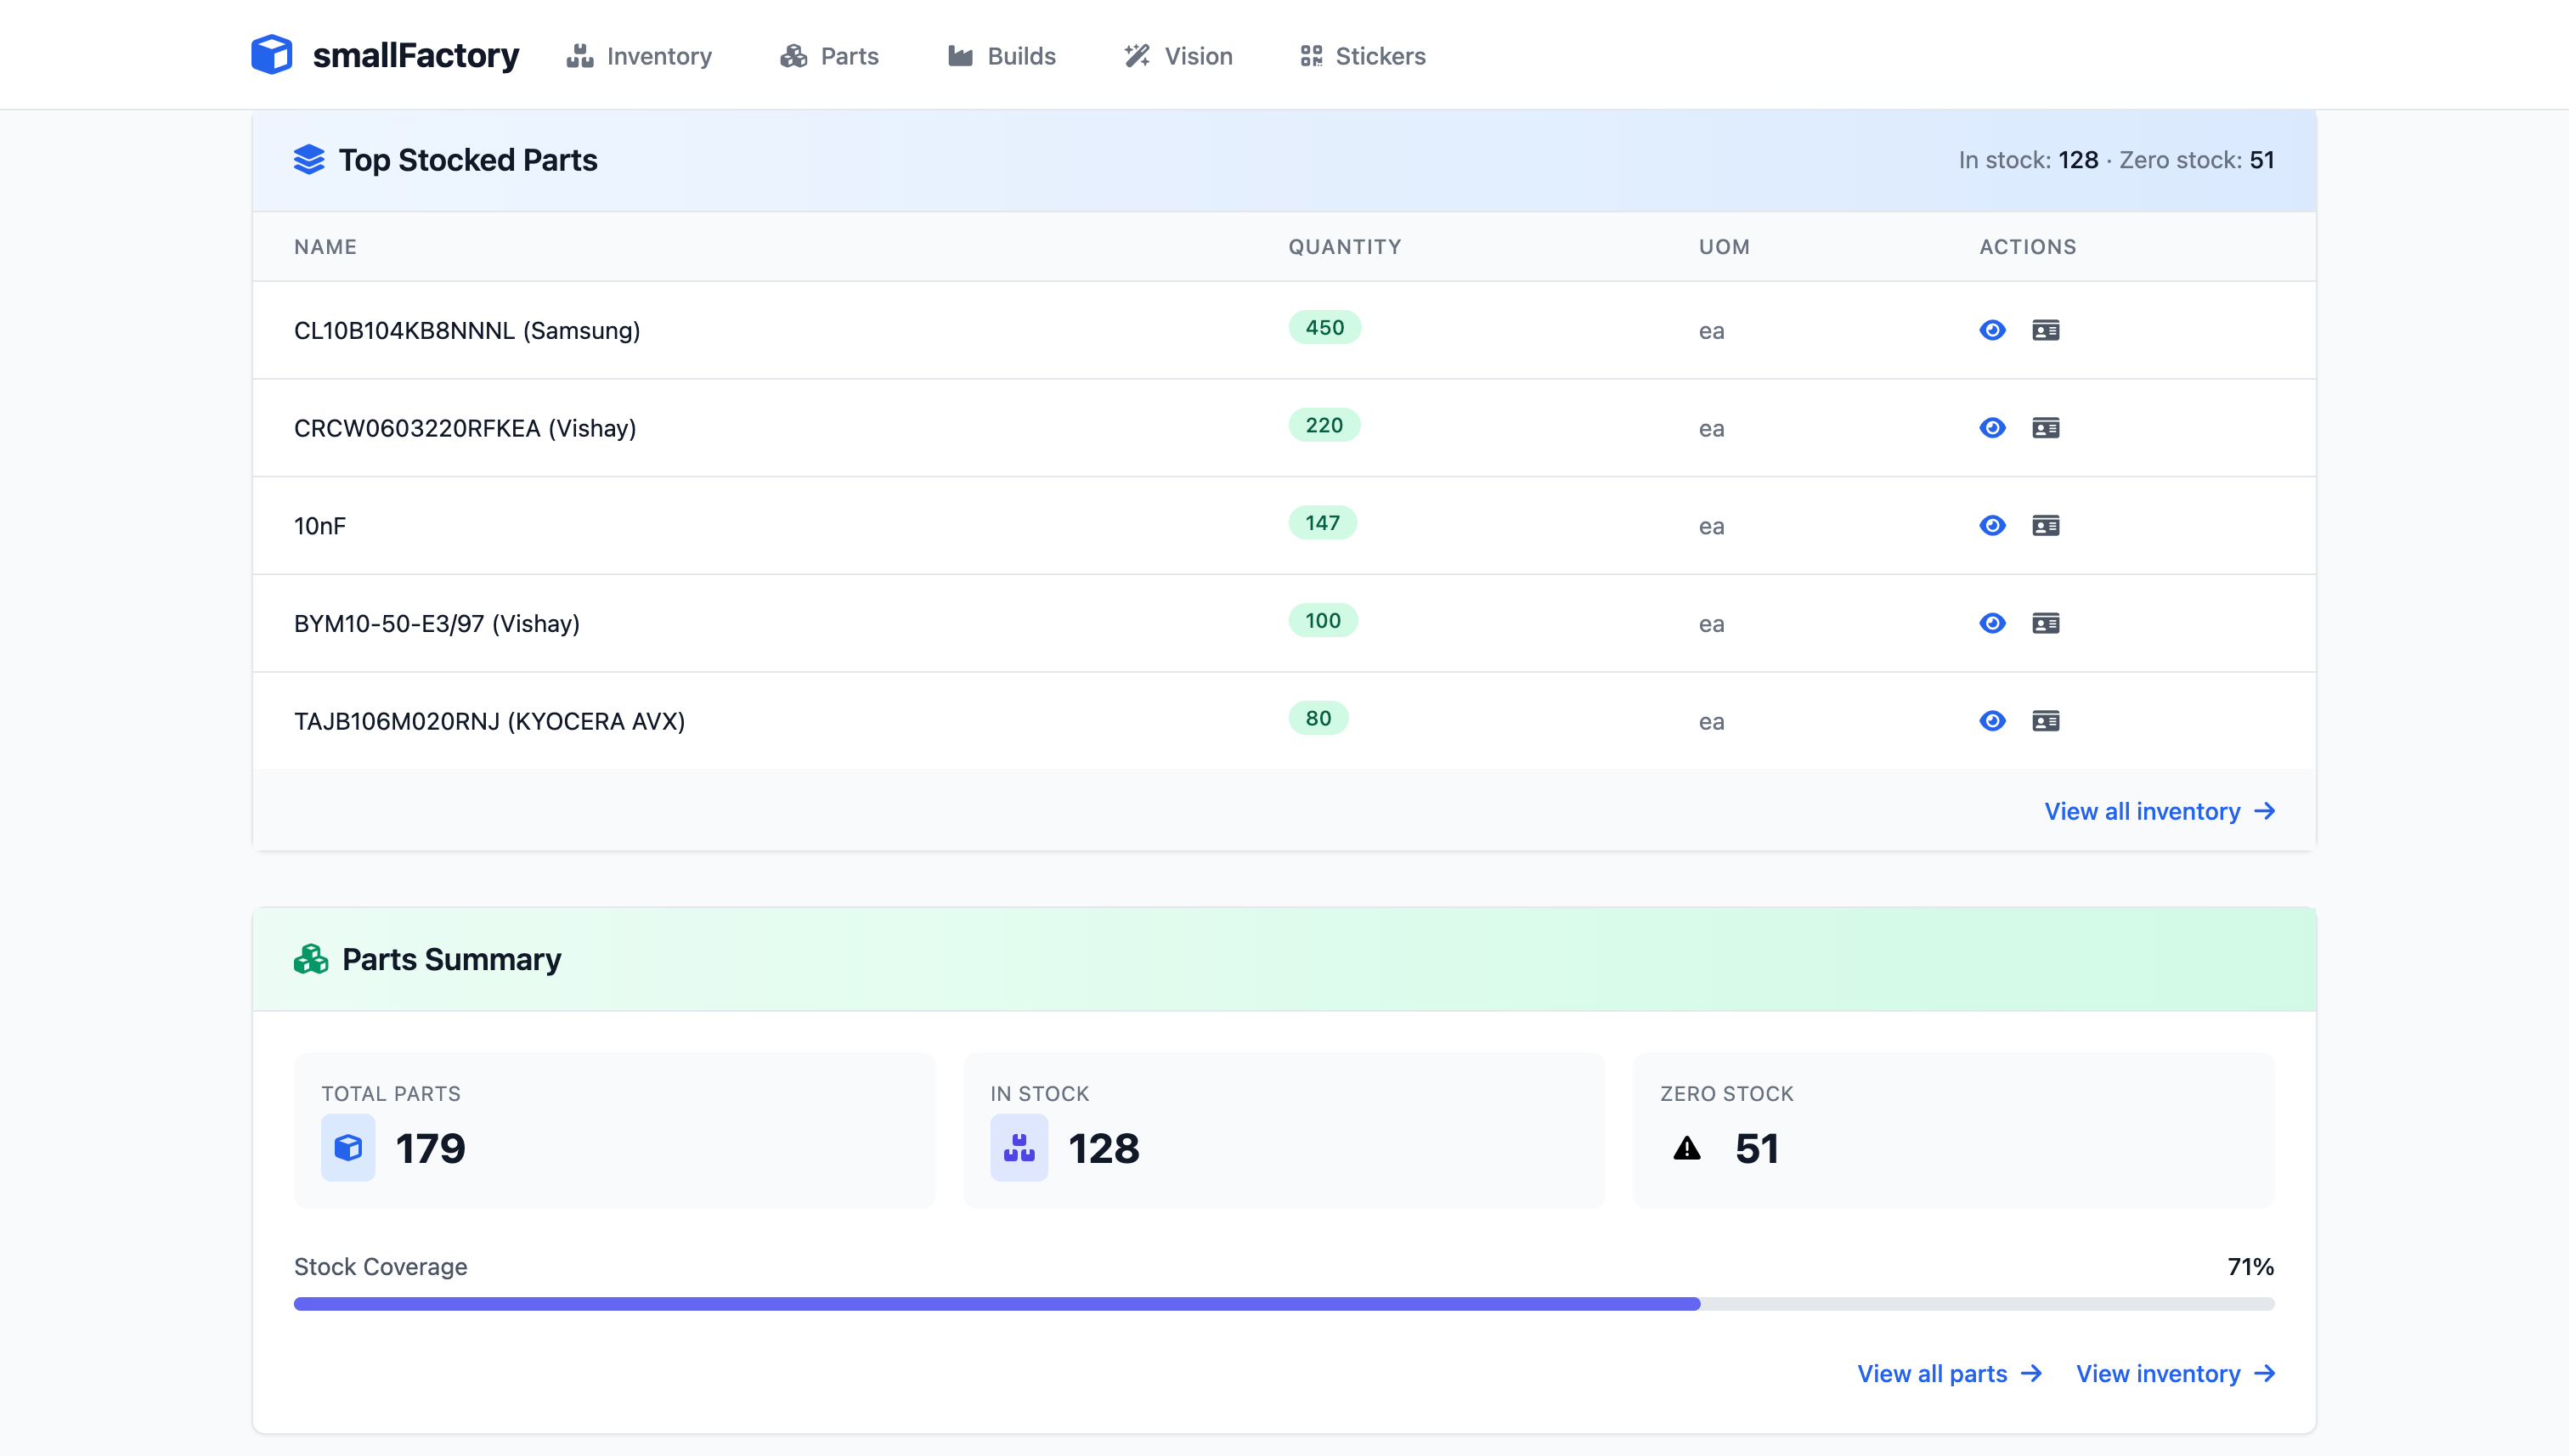 smallFactory Inventory Parts Builds Vision Stickers
Top Stocked Parts In stock: 128 · Zero stock: 51
NAME QUANTITY UOM ACTIONS
CL10B104KB8NNNL (Samsung) 450 ea
CRCW0603220RFKEA (Vishay) 220 ea
10nF 147 ea
BYM10-50-E3/97 (Vishay) 100 ea
TAJB106M020RNJ (KYOCERA AVX) 80 ea
View all inventory →
Parts Summary
TOTAL PARTS IN STOCK ZERO STOCK
179 128 51
Stock Coverage 71%
View all parts → View inventory →